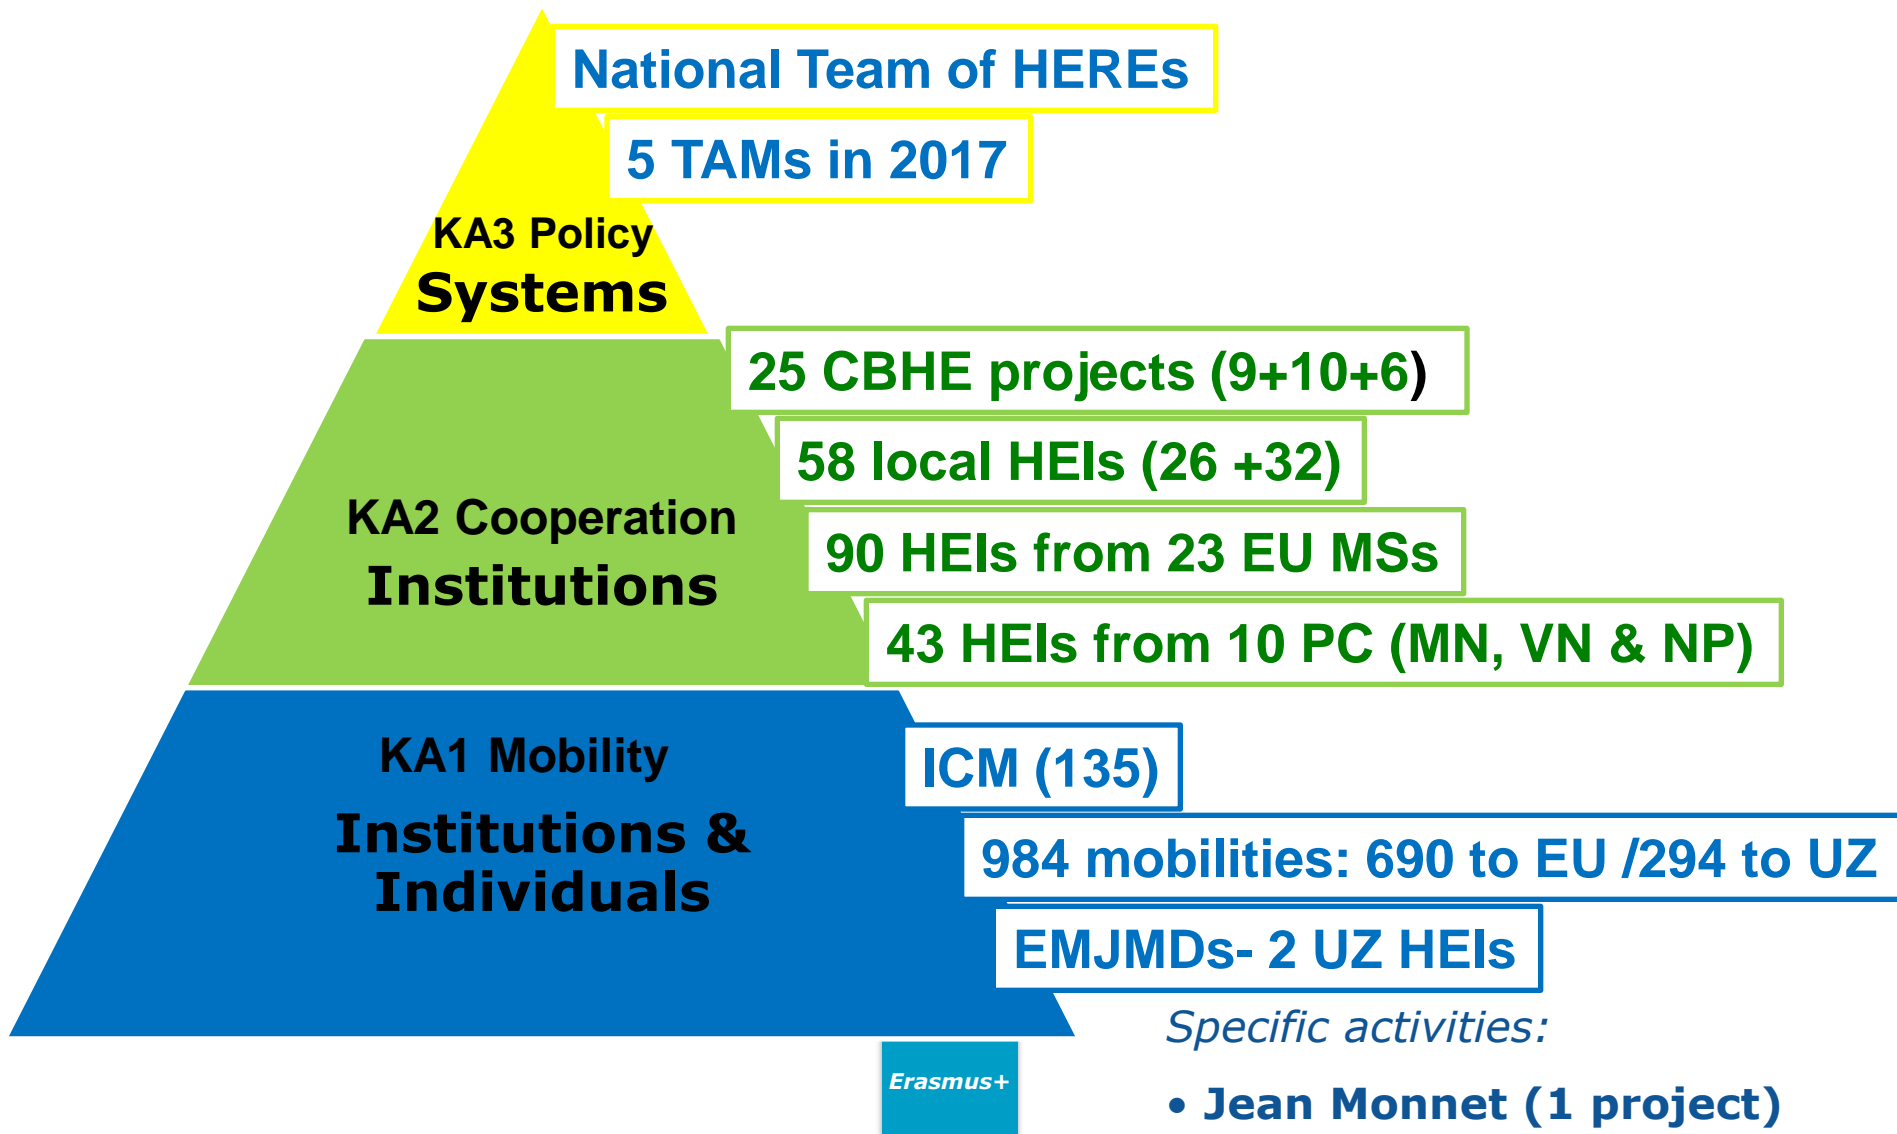 National Team of HEREs
5 TAMs in 2017
KA3 Policy
Systems
25 CBHE projects (9+10+6)
58 local HEIs (26 +32)
KA2 Cooperation
Institutions
90 HEIs from 23 EU MSs
43 HEIs from 10 PC (MN, VN & NP)
KA1 Mobility
Institutions &
Individuals
ICM (135)
984 mobilities: 690 to EU /294 to UZ
EMJMDs- 2 UZ HEIs
Specific activities:
• Jean Monnet (1 project)
Erasmus+